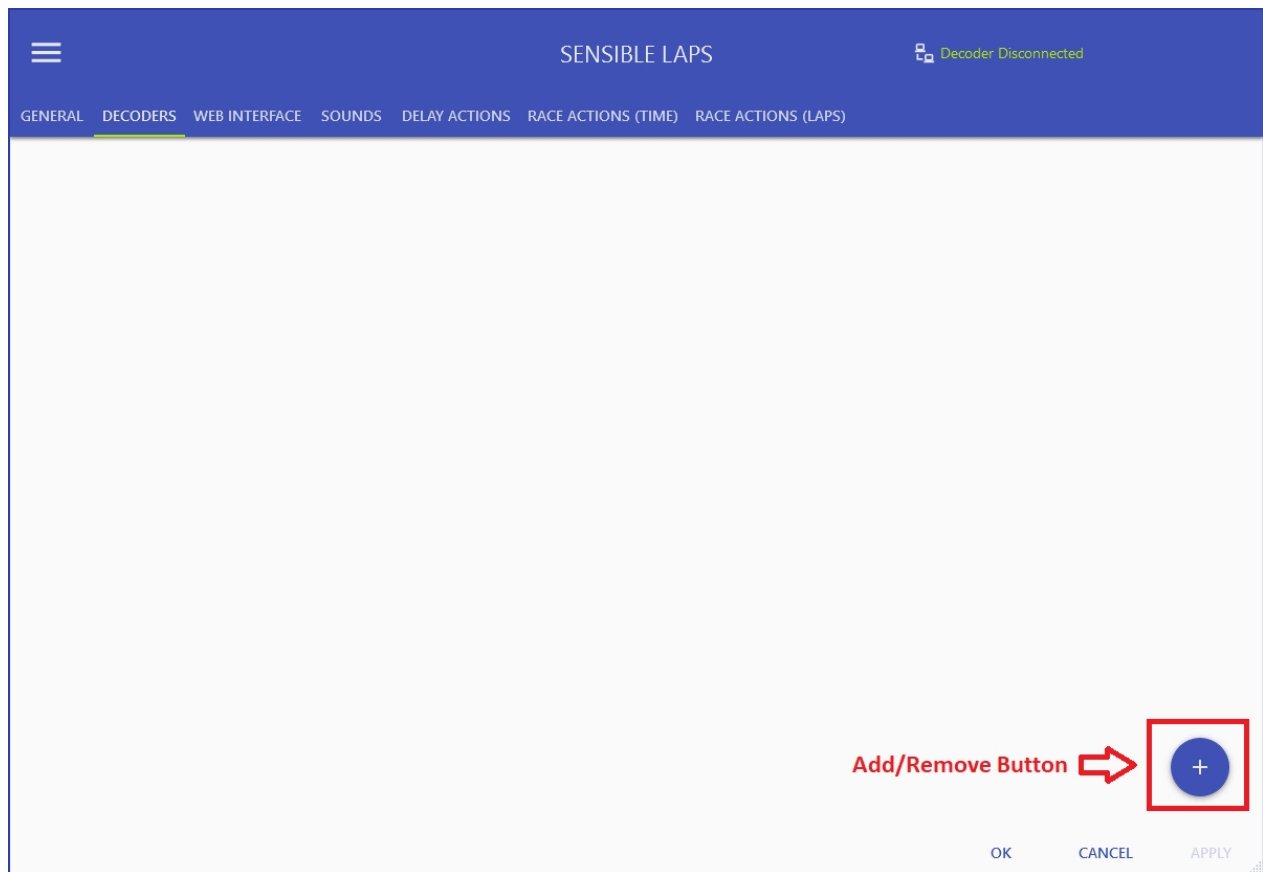 SENSIBLE LAPS
Decoder Disconnected
GENERAL DECODERS WEB INTERFACE SOUNDS DELAY ACTIONS RACE ACTIONS (TIME) RACE ACTIONS (LAPS)
Add/Remove Button
+
OK CANCEL APPLY